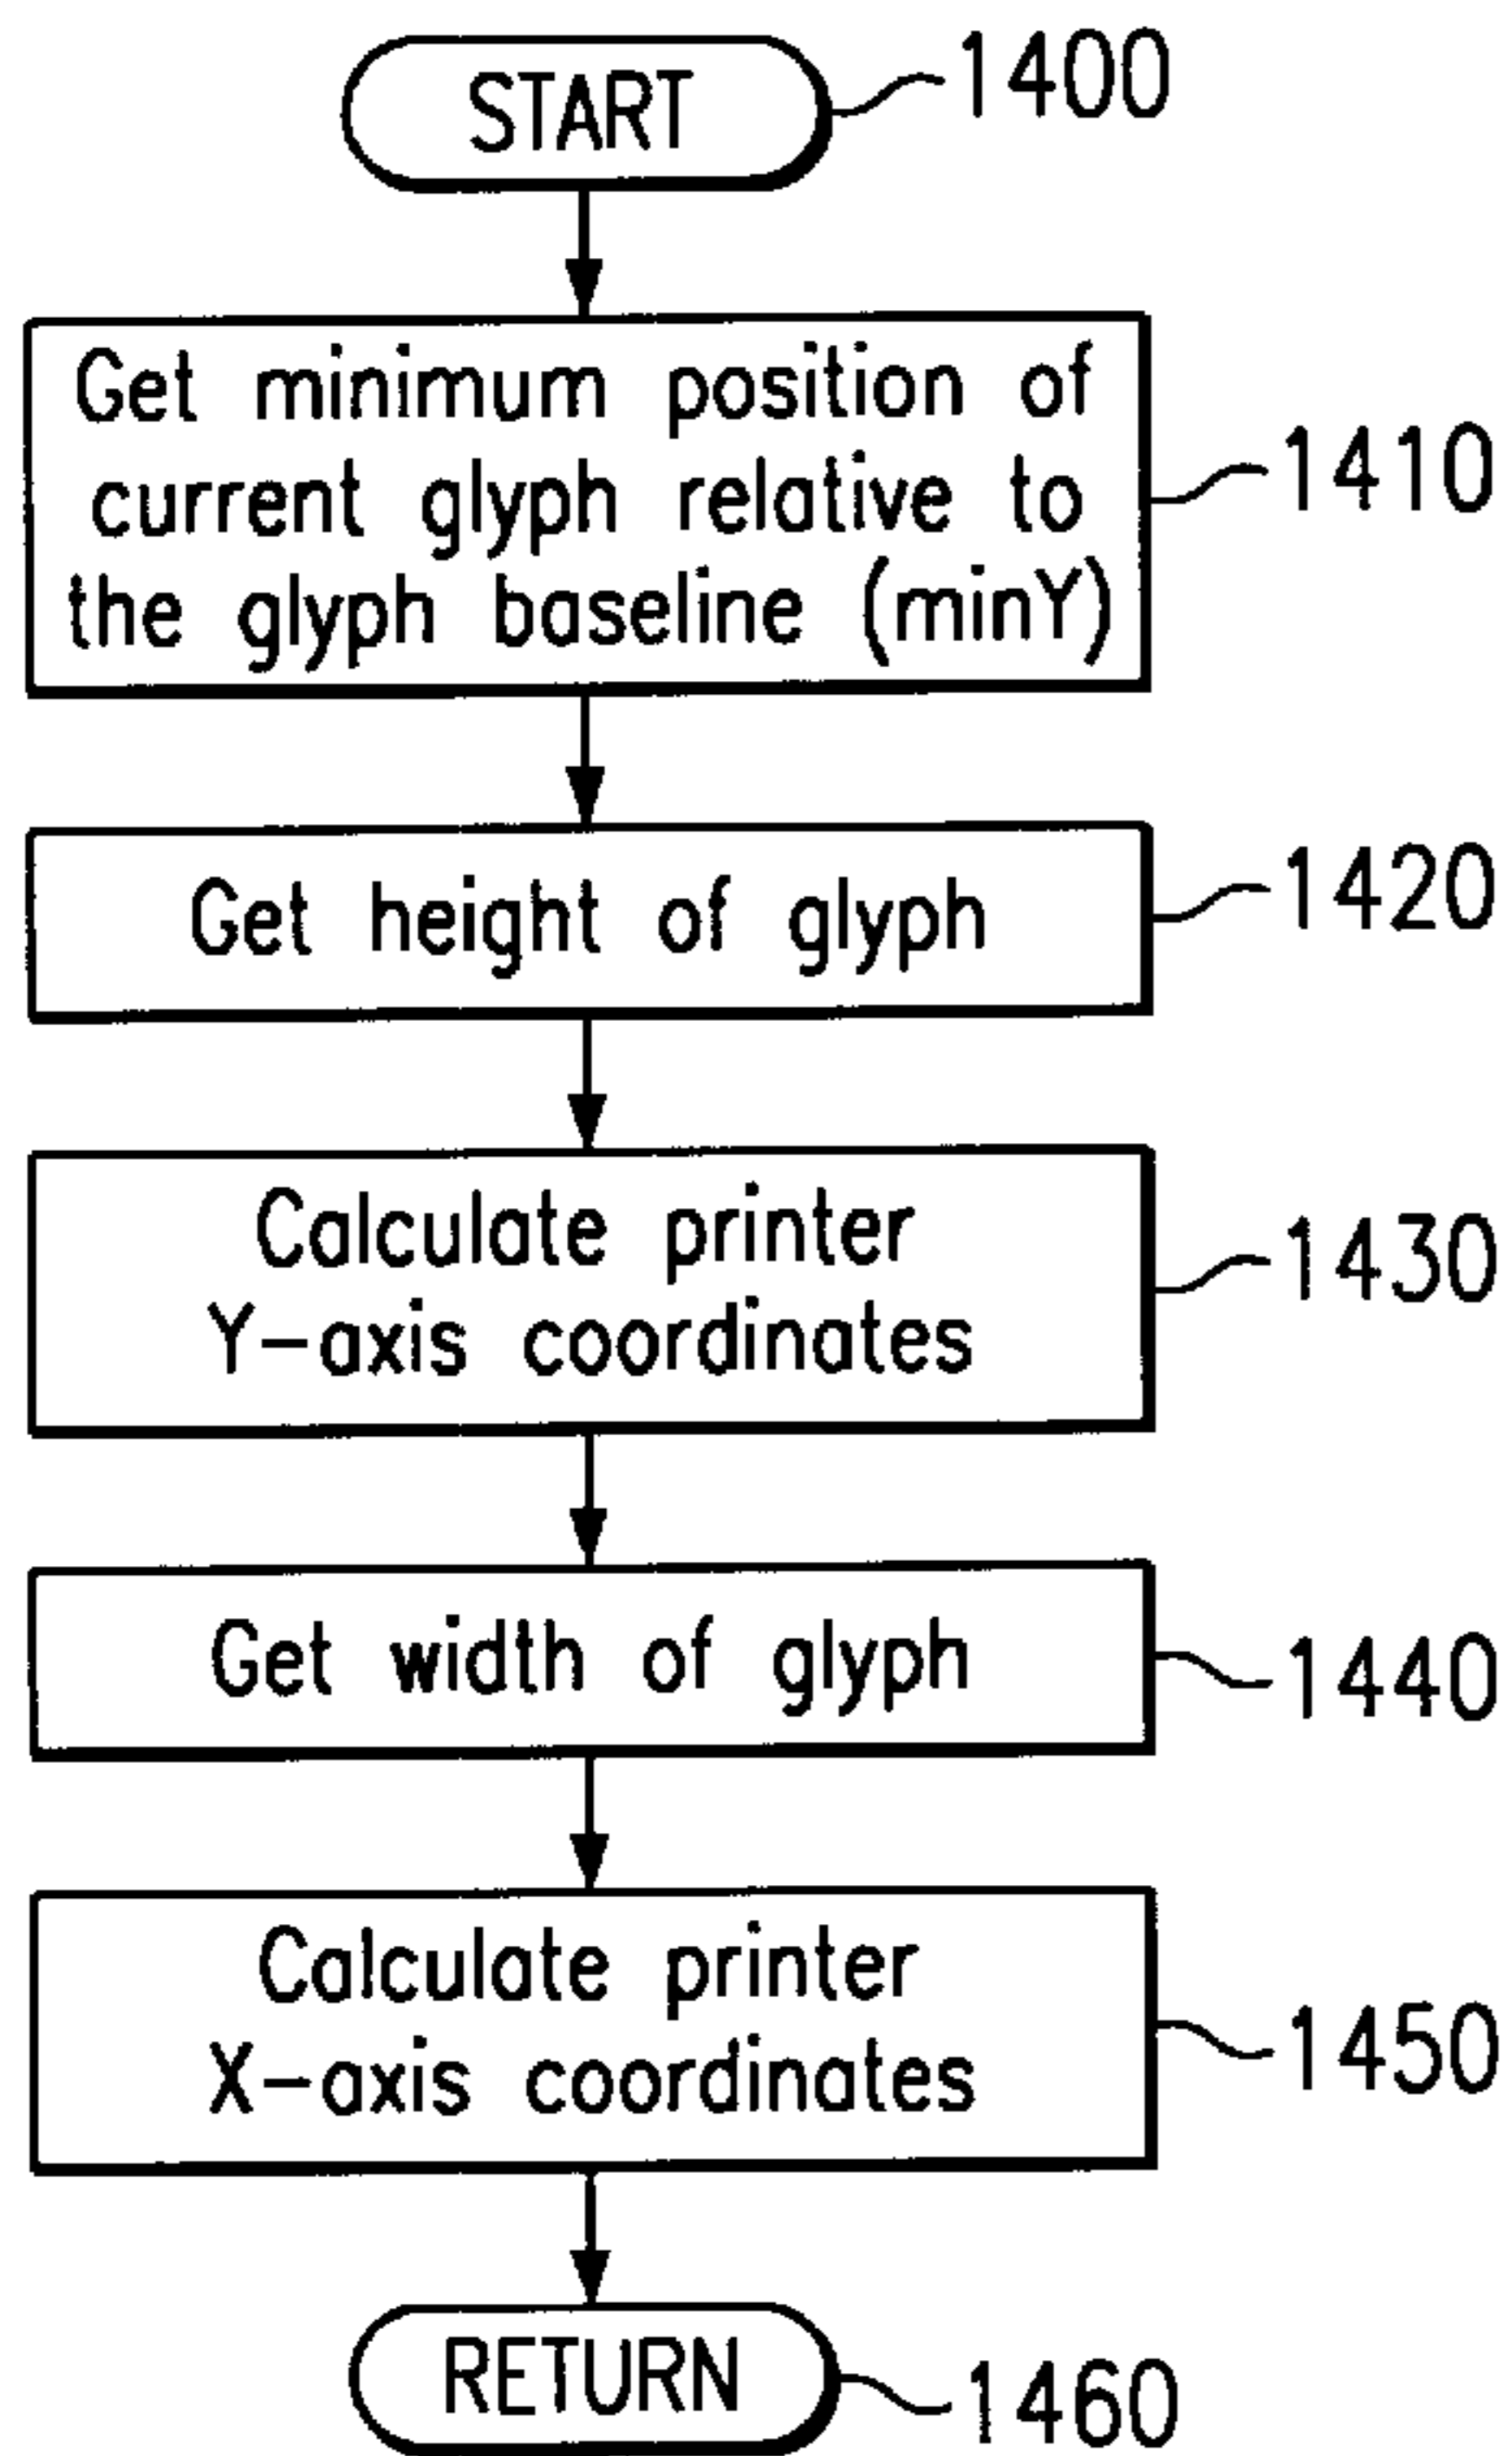 START
1400
Get minimum position of
current glyph relative to
the glyph baseline (minY)
1410
Get height of glyph
1420
Calculate printer
Y-axis coordinates
1430
Get width of glyph
1440
Calculate printer
X-axis coordinates
1450
RETURN
1460